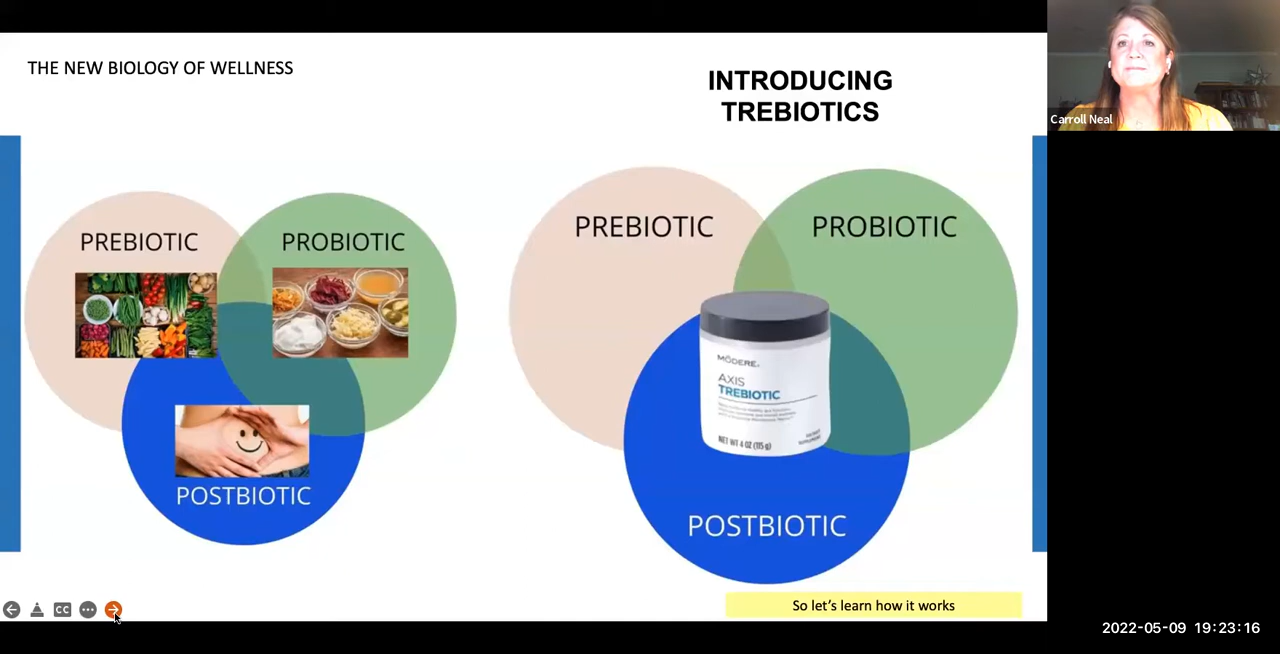 THE NEW BIOLOGY OF WELLNESS
INTRODUCING
TREBIOTICS
PREBIOTIC
PROBIOTIC
POSTBIOTIC
PREBIOTIC
PROBIOTIC
MODERE.
AXIS
TREBIOTIC
NET WT 4 OZ (115 g)
POSTBIOTIC
So let’s learn how it works
CC
Carroll Neal
2022-05-09 19:23:16